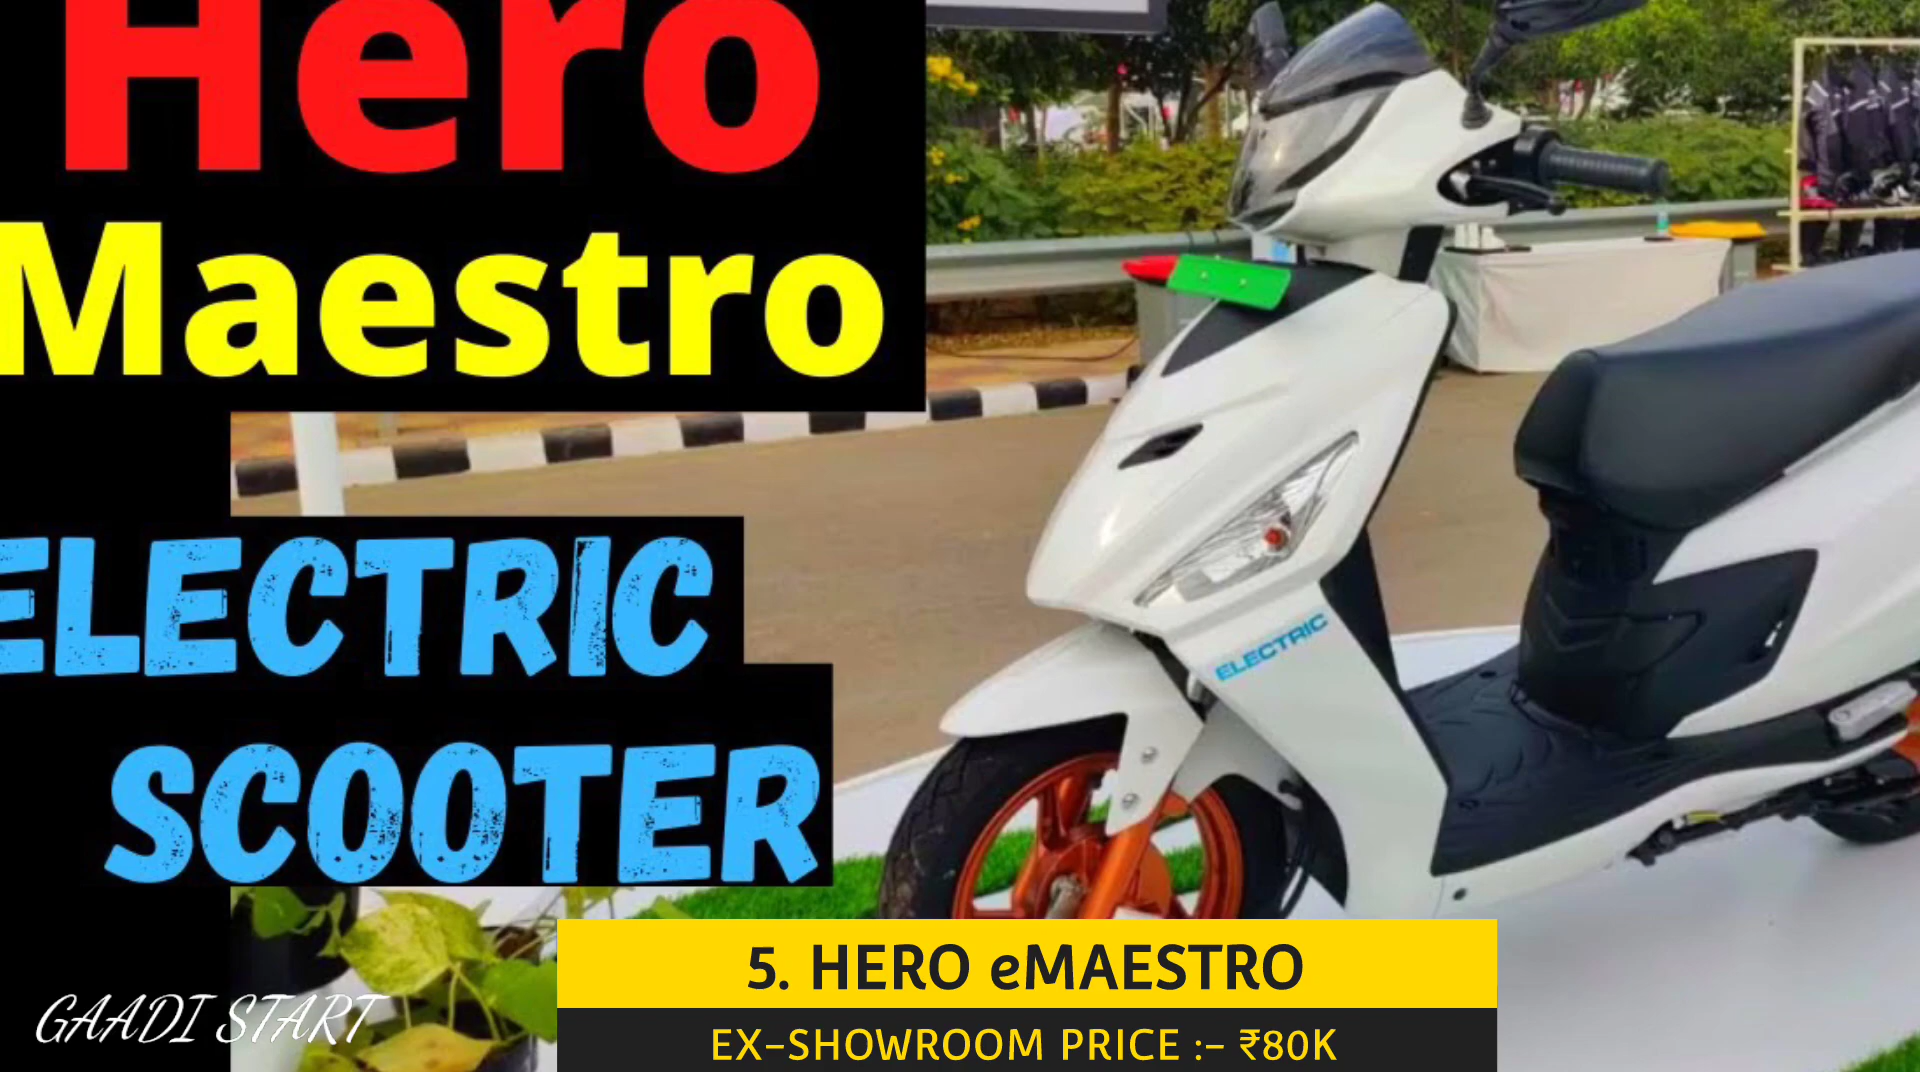 Hero
Maestro
ELECTRIC
SCOOTER
ELECTRIC
5. HERO eMAESTRO
EX-SHOWROOM PRICE :- ₹80K
GAADI START